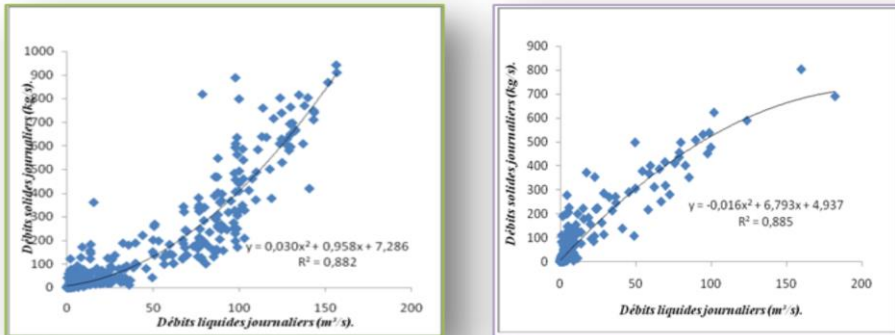 1000
900
800
700
600
500
400
300
200
100
0
Débits solides journaliers (kg/s).
y = 0,030x² + 0,958x + 7,286
R² = 0,882
0 50 100 150 200
Débits liquides journaliers (m³/s).
900
800
700
600
500
400
300
200
100
0
Débits solides journaliers (kg/s).
y = -0,016x² + 6,793x + 4,937
R² = 0,885
0 50 100 150 200
Débits liquides journaliers (m³/s).